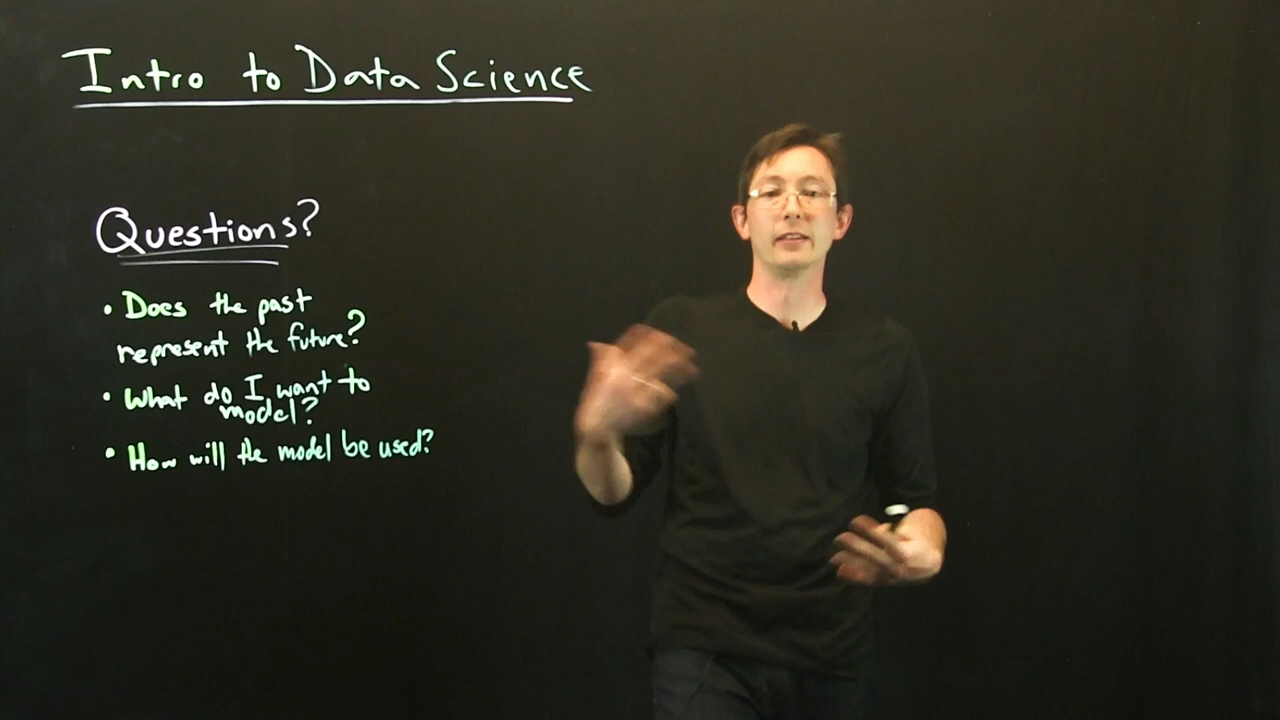 Intro to Data Science
Questions?
• Does the past
represent the future?
• What do I want to
model?
• How will the model be used?